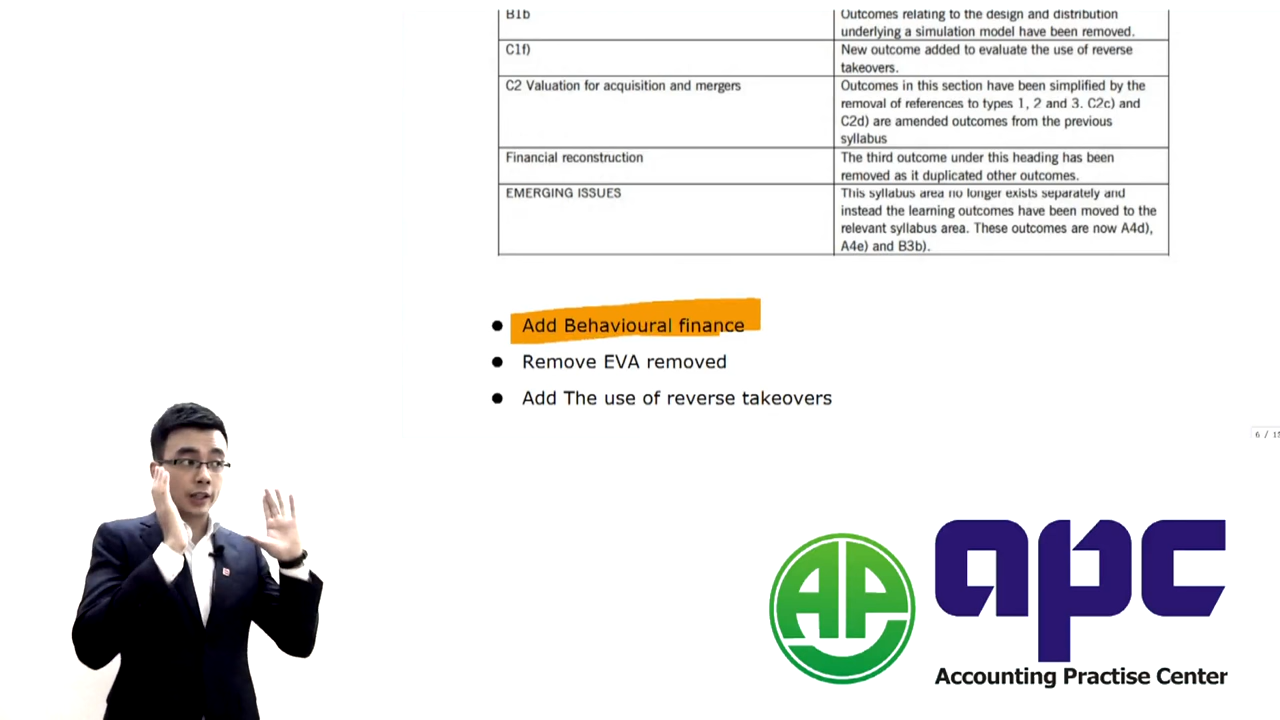 B1b
Outcomes relating to the design and distribution
underlying a simulation model have been removed.
C1f)
New outcome added to evaluate the use of reverse
takeovers.
C2 Valuation for acquisition and mergers
Outcomes in this section have been simplified by the
removal of references to types 1, 2 and 3. C2c) and
C2d) are amended outcomes from the previous
syllabus
Financial reconstruction
The third outcome under this heading has been
removed as it duplicated other outcomes.
EMERGING ISSUES
This syllabus area no longer exists separately and
instead the learning outcomes have been moved to the
relevant syllabus area. These outcomes are now A4d),
A4e) and B3b).
● Add Behavioural finance
● Remove EVA removed
● Add The use of reverse takeovers
6 / 15
AP
apc
Accounting Practise Center